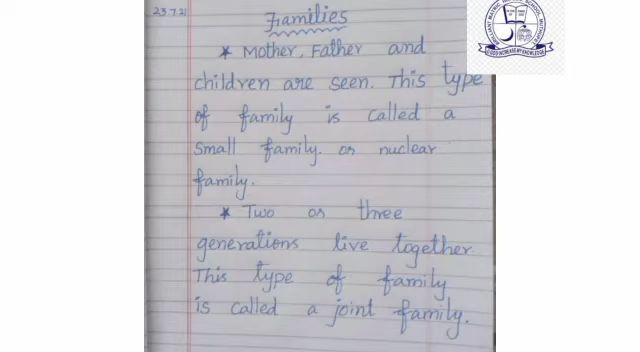 23.7.21
Families
* Mother, Father and
children are seen. This type
of family is called a
small family. or nuclear
family.
* Two or three
generations live together.
This type of family
is called a joint family.